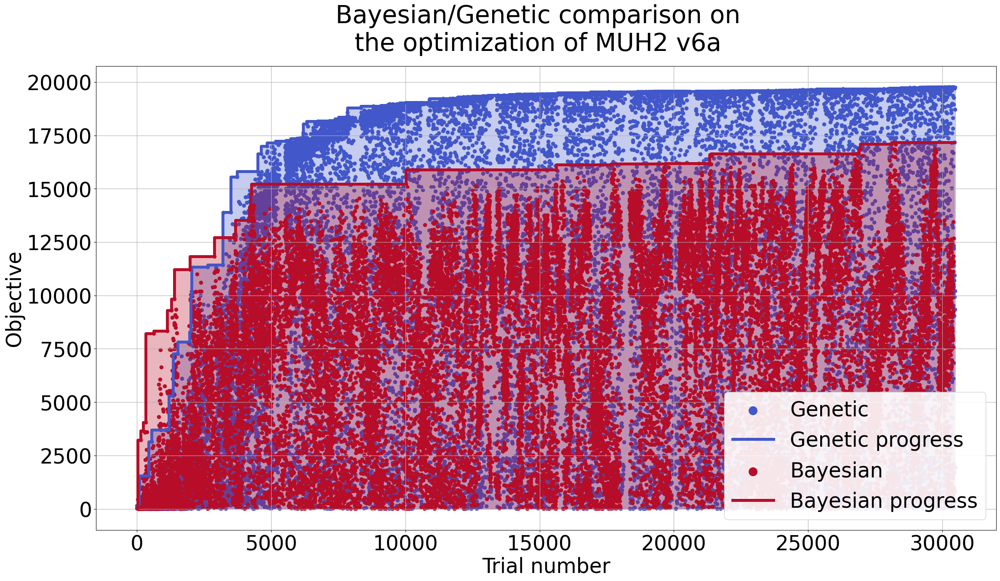 Bayesian/Genetic comparison on
the optimization of MUH2 v6a
Objective
20000
17500
15000
12500
10000
7500
5000
2500
0
0 5000 10000 15000 20000 25000 30000
Trial number
Genetic
Genetic progress
Bayesian
Bayesian progress